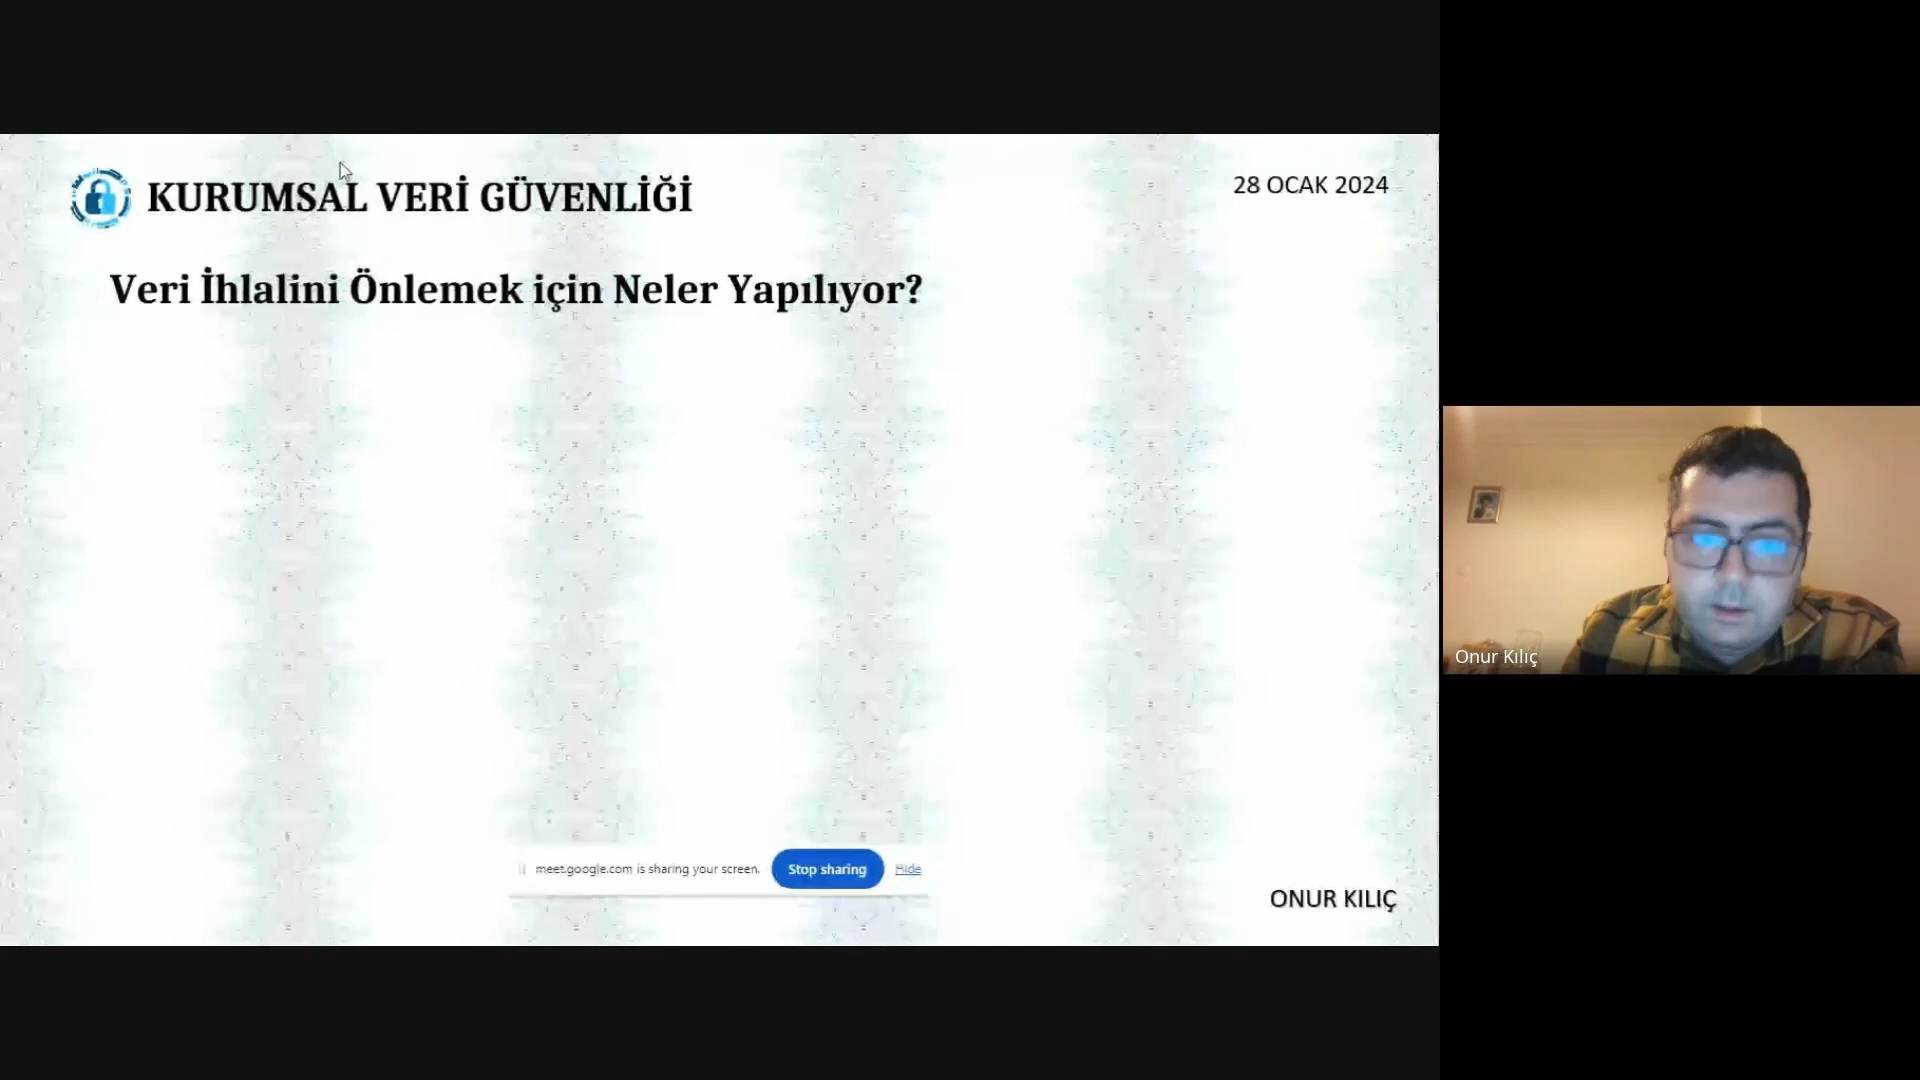 KURUMSAL VERİ GÜVENLİĞİ
28 OCAK 2024
Veri İhlalini Önlemek için Neler Yapılıyor?
Onur Kılıç
meet.google.com is sharing your screen.
Stop sharing
Hide
ONUR KILIÇ